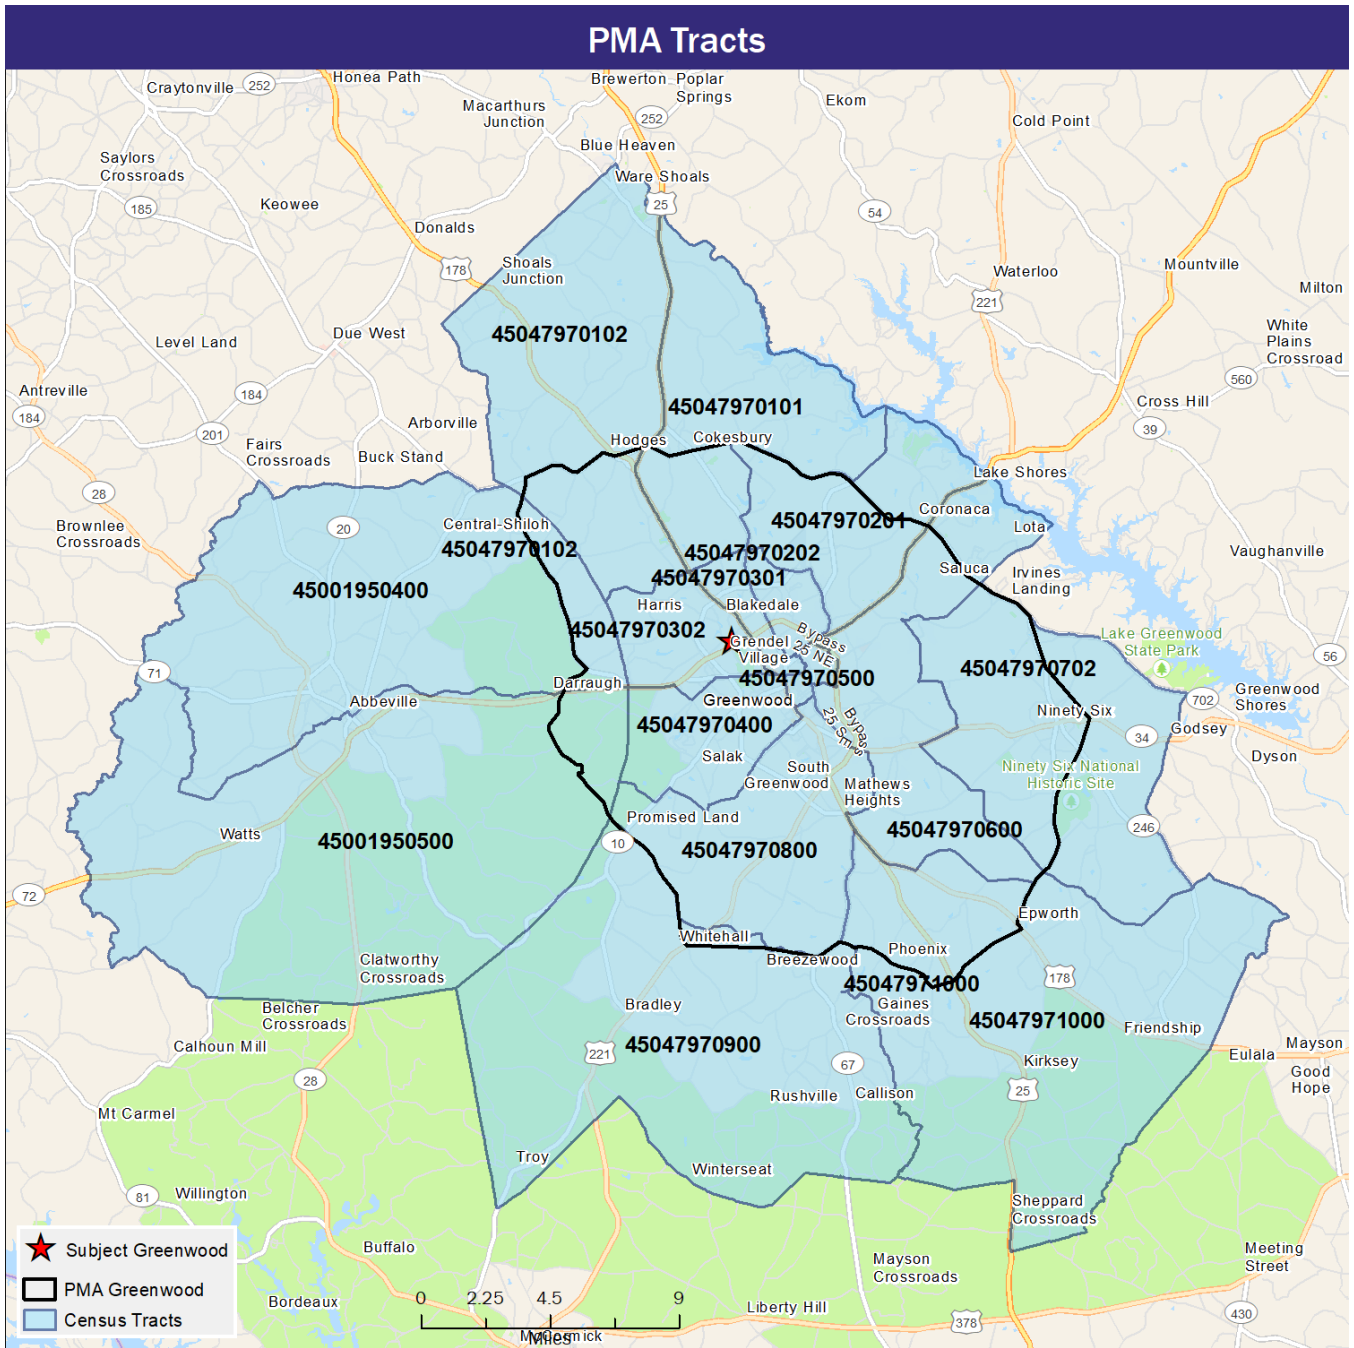 PMA Tracts
Honea Path
Brewerton
Poplar
Springs
Craytonville
252
Ekom
Macarthurs
Junction
252
Cold Point
Blue Heaven
Saylors
Crossroads
Ware Shoals
185
Keowee
25
54
Donalds
Shoals
Junction
178
Waterloo
Mountville
221
Milton
45047970102
Due West
Level Land
White
Plains
Crossroad
560
Antreville
184
184
45047970101
Cross Hill
39
201
Arborville
Hodges
Cokesbury
Fairs
Crossroads
Buck Stand
Lake Shores
28
Coronaca
20
Central-Shiloh
45047970201
Lota
Brownlee
Crossroads
45047970102
45047970202
Vaughanville
Saluca
45047970301
Irvines
Landing
45001950400
Harris
Blakedale
45047970302
Bypass
25 NE
Grendel
Village
Lake Greenwood
State Park
56
71
45047970702
45047970500
Darraugh
Abbeville
Greenwood
702
Greenwood
Shores
Ninety Six
45047970400
Bypass
25 S
Godsey
34
Salak
Dyson
South
Greenwood
Ninety Six National
Historic Site
Mathews
Heights
Promised Land
Watts
45047970600
246
45001950500
10
45047970800
72
Epworth
Whitehall
Breezewood
Phoenix
Clatworthy
Crossroads
178
45047971000
Bradley
Gaines
Crossroads
Belcher
Crossroads
45047971000
Friendship
Calhoun Mill
45047970900
221
Mayson
Eulala
67
Kirksey
Good
Hope
28
25
Rushville
Callison
Mt Carmel
Troy
Winterseat
81
Willington
Sheppard
Crossroads
Subject Greenwood
Buffalo
Meeting
Street
Mayson
Crossroads
PMA Greenwood
Bordeaux
0 2.25 4.5 9
Liberty Hill
Census Tracts
430
378
Miles
McCormick